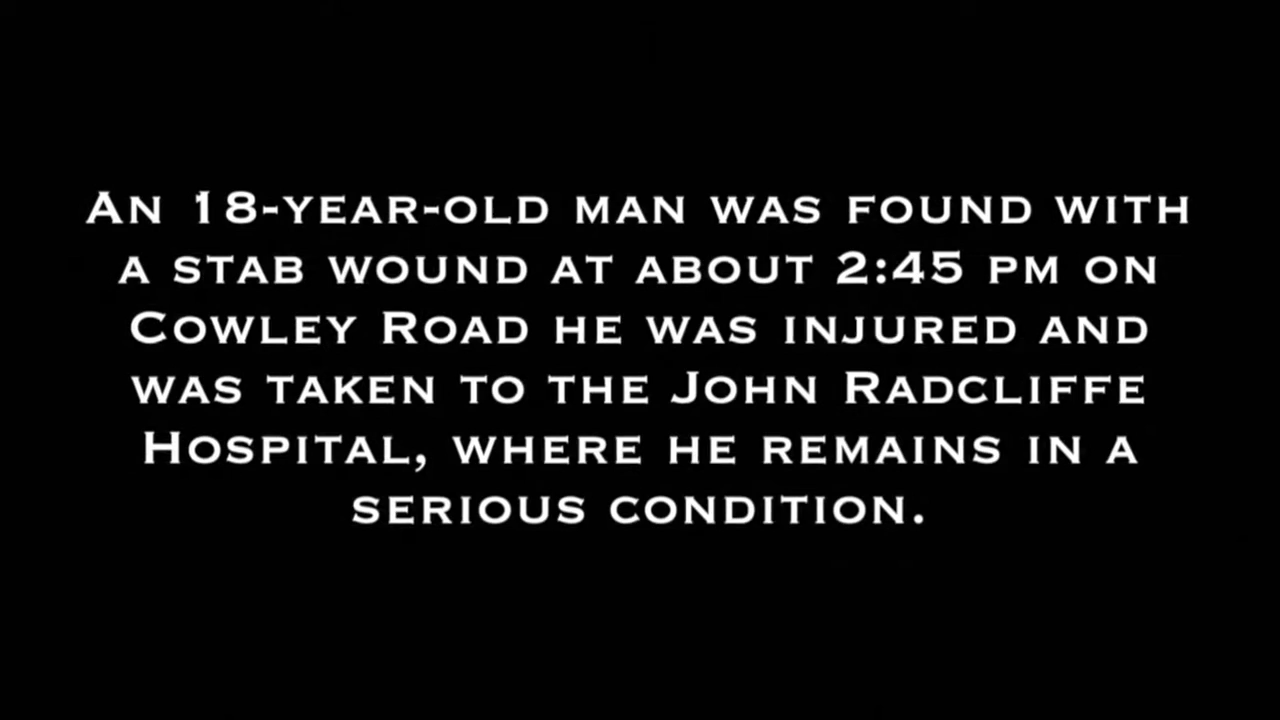 An 18-year-old man was found with
a stab wound at about 2:45 pm on
Cowley Road he was injured and
was taken to the John Radcliffe
Hospital, where he remains in a
serious condition.